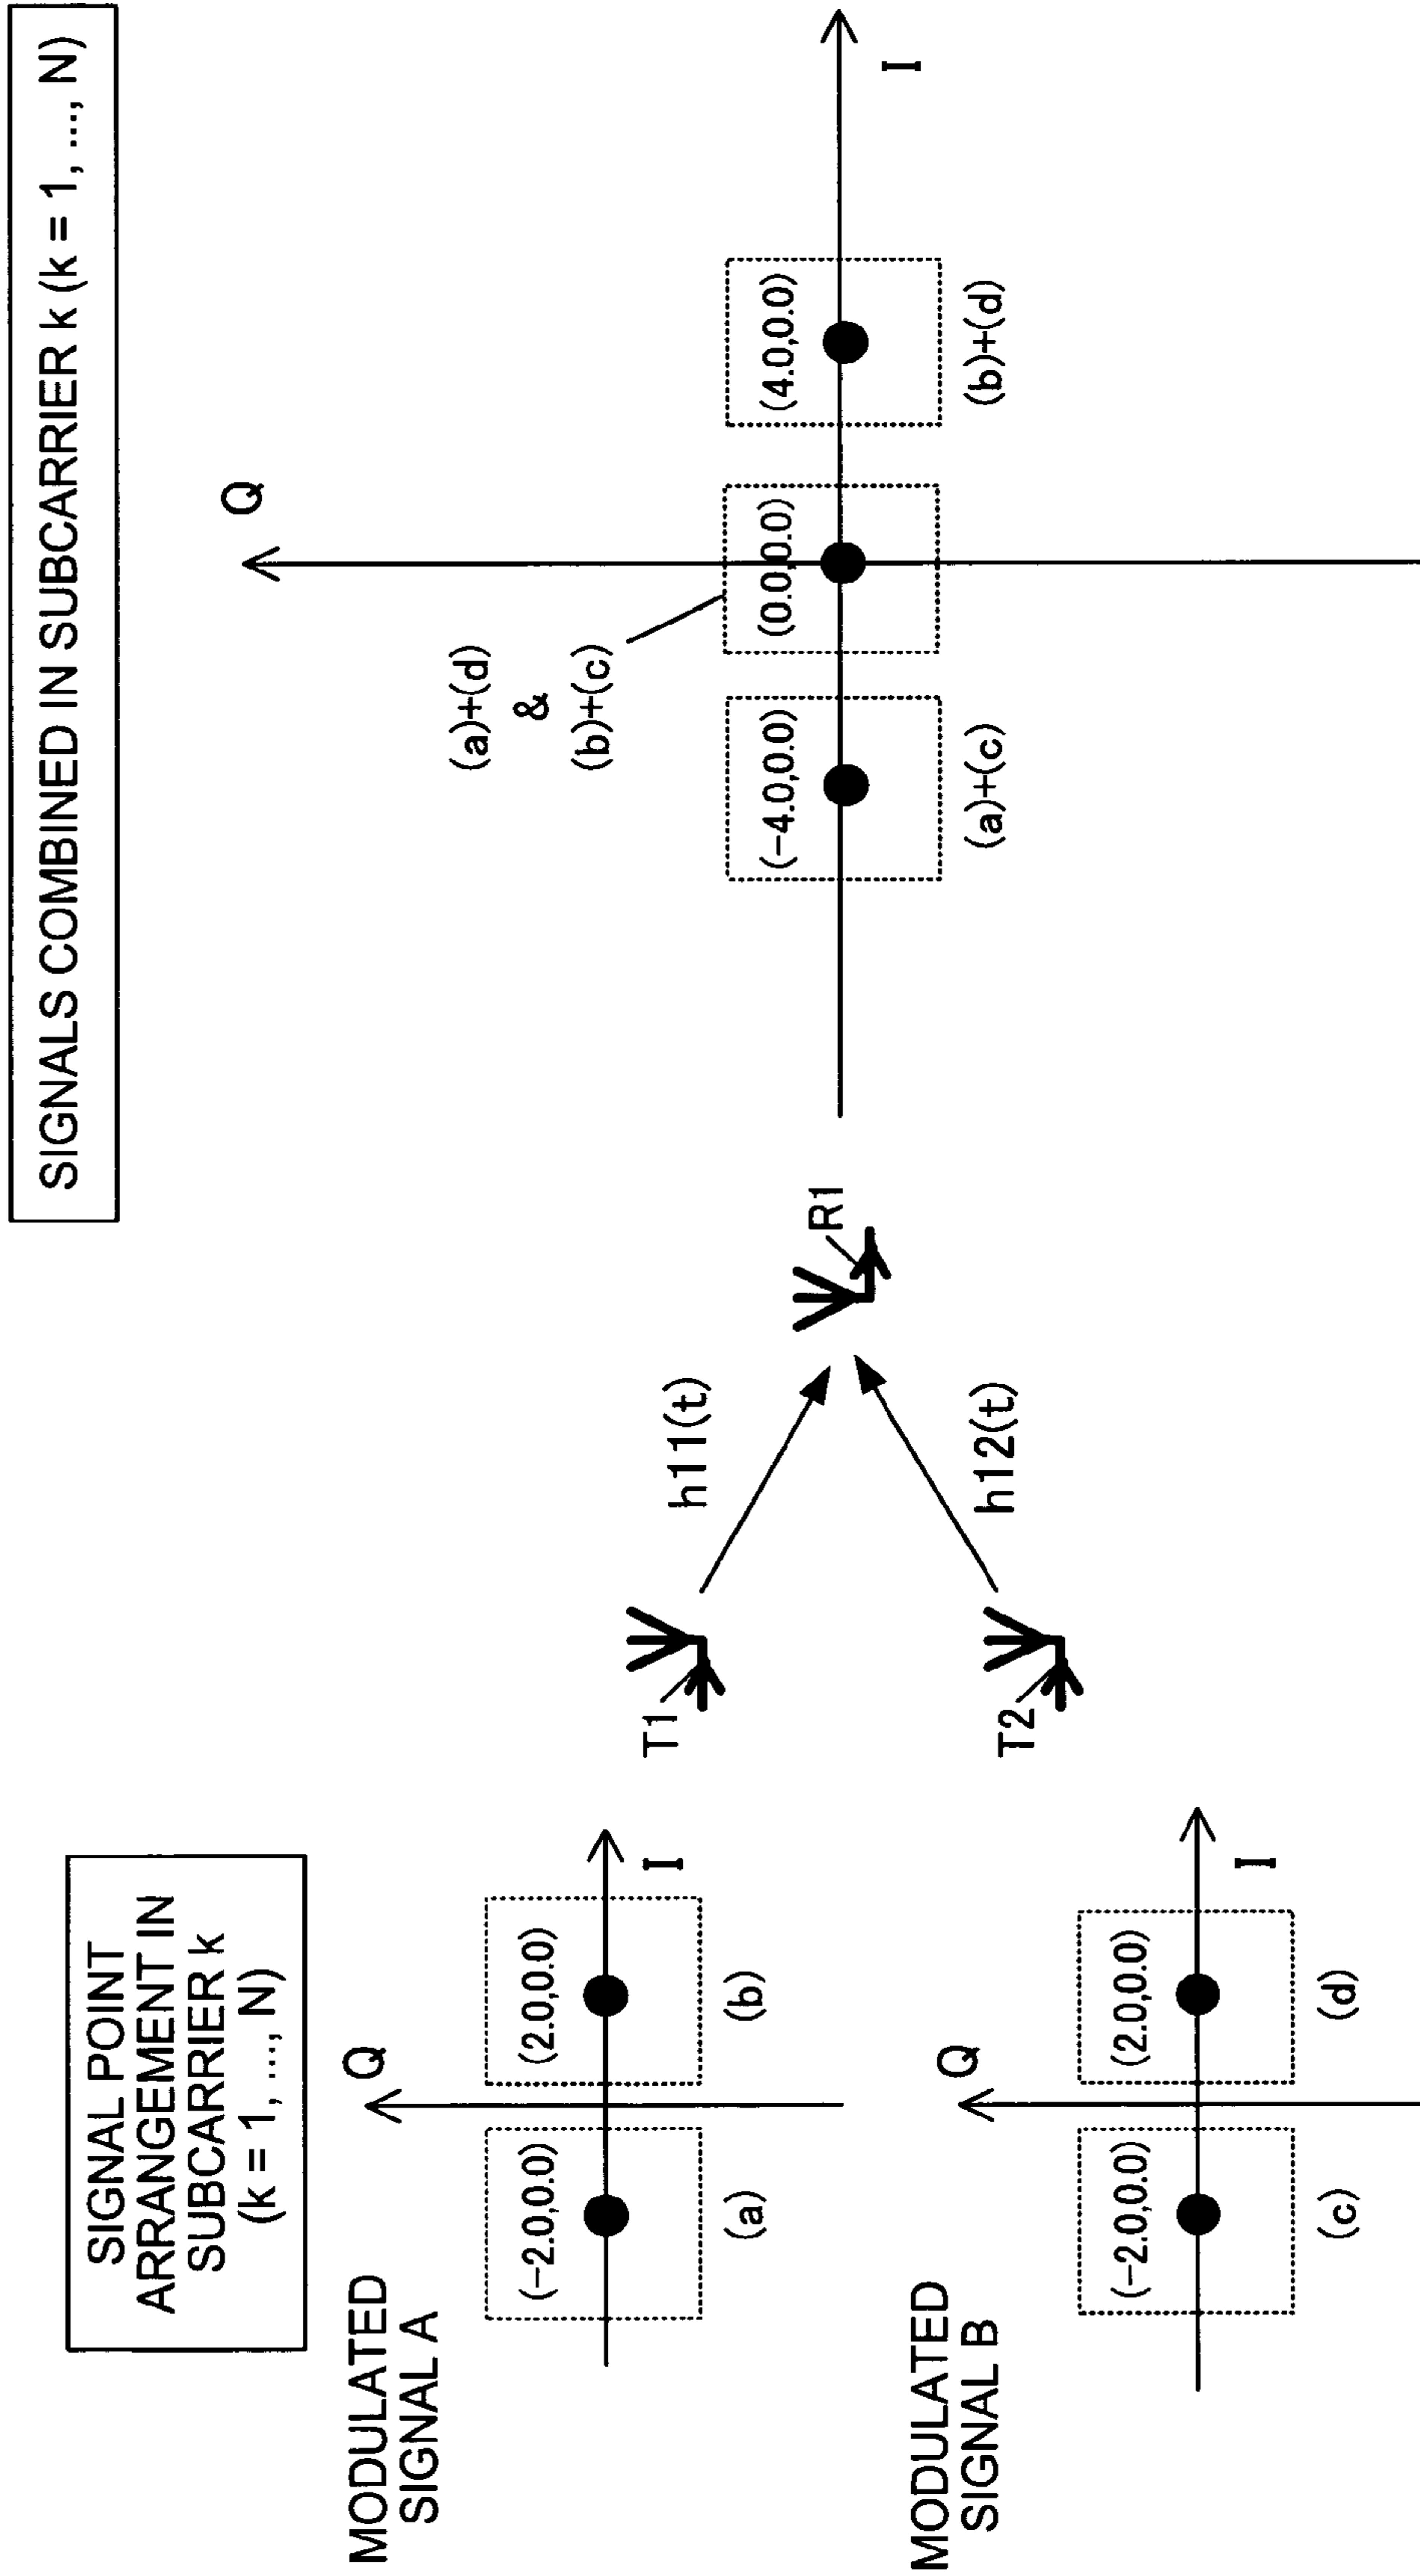 SIGNAL POINT
ARRANGEMENT IN
SUBCARRIER k
(k = 1, ..., N)
MODULATED
SIGNAL A
Q
(−2.0,0.0)
(2.0,0.0)
I
(a)
(b)
MODULATED
SIGNAL B
Q
(−2.0,0.0)
(2.0,0.0)
I
(c)
(d)
T1
T2
h11(t)
h12(t)
R1
SIGNALS COMBINED IN SUBCARRIER k (k = 1, ..., N)
Q
(a)+(d)
&
(b)+(c)
(−4.0,0.0)
(0.0,0.0)
(4.0,0.0)
I
(a)+(c)
(b)+(d)